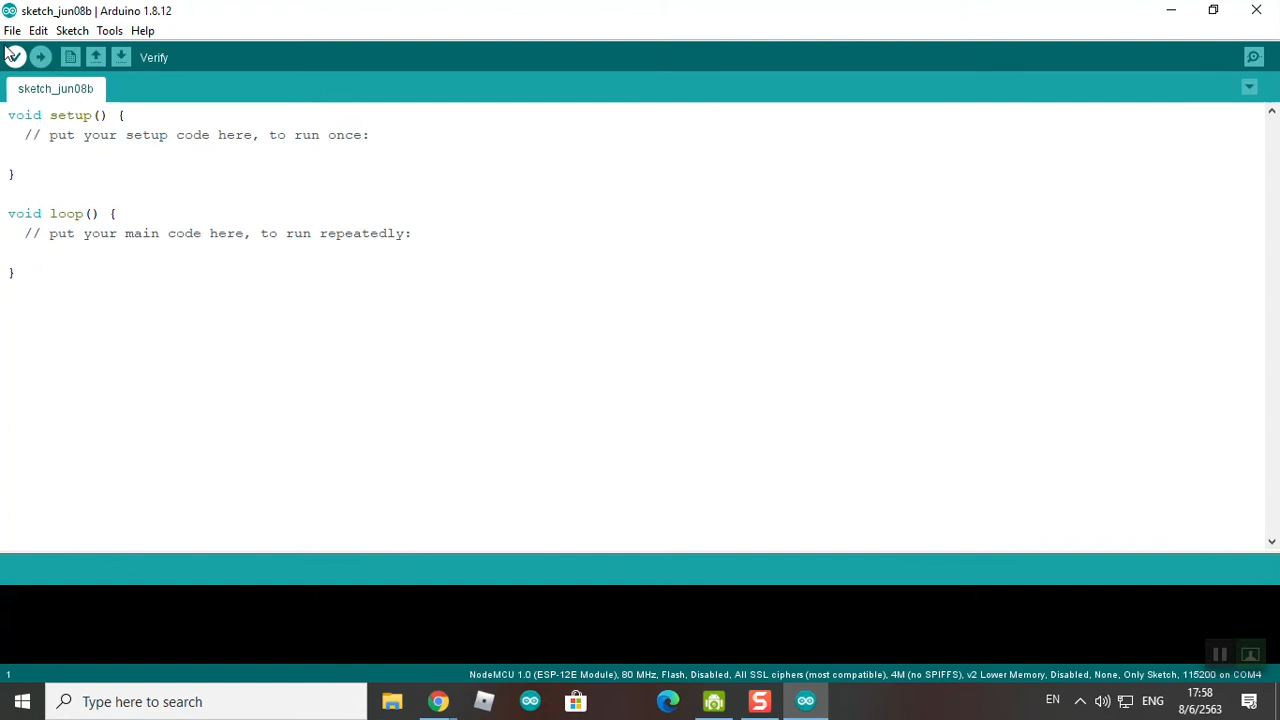 sketch_jun08b | Arduino 1.8.12
File Edit Sketch Tools Help
Verify
sketch_jun08b
void setup() {
// put your setup code here, to run once:
}
void loop() {
// put your main code here, to run repeatedly:
}
1 NodeMCU 1.0 (ESP-12E Module), 80 MHz, Flash, Disabled, All SSL ciphers (most compatible), 4M (no SPIFFS), v2 Lower Memory, Disabled, None, Only Sketch, 115200 on COM4
Type here to search
EN
ENG
17:58
8/6/2563